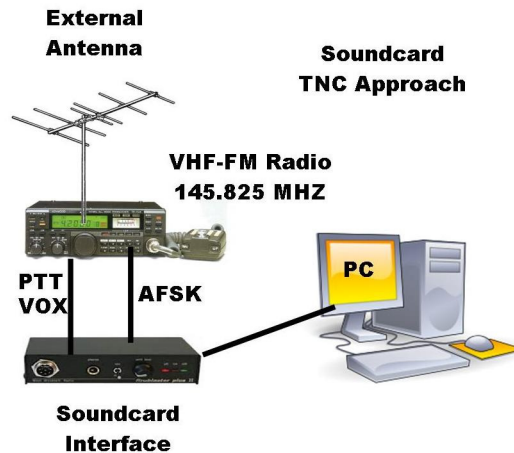 External
Antenna
Soundcard
TNC Approach
VHF-FM Radio
145.825 MHZ
PTT
VOX
AFSK
PC
Soundcard
Interface